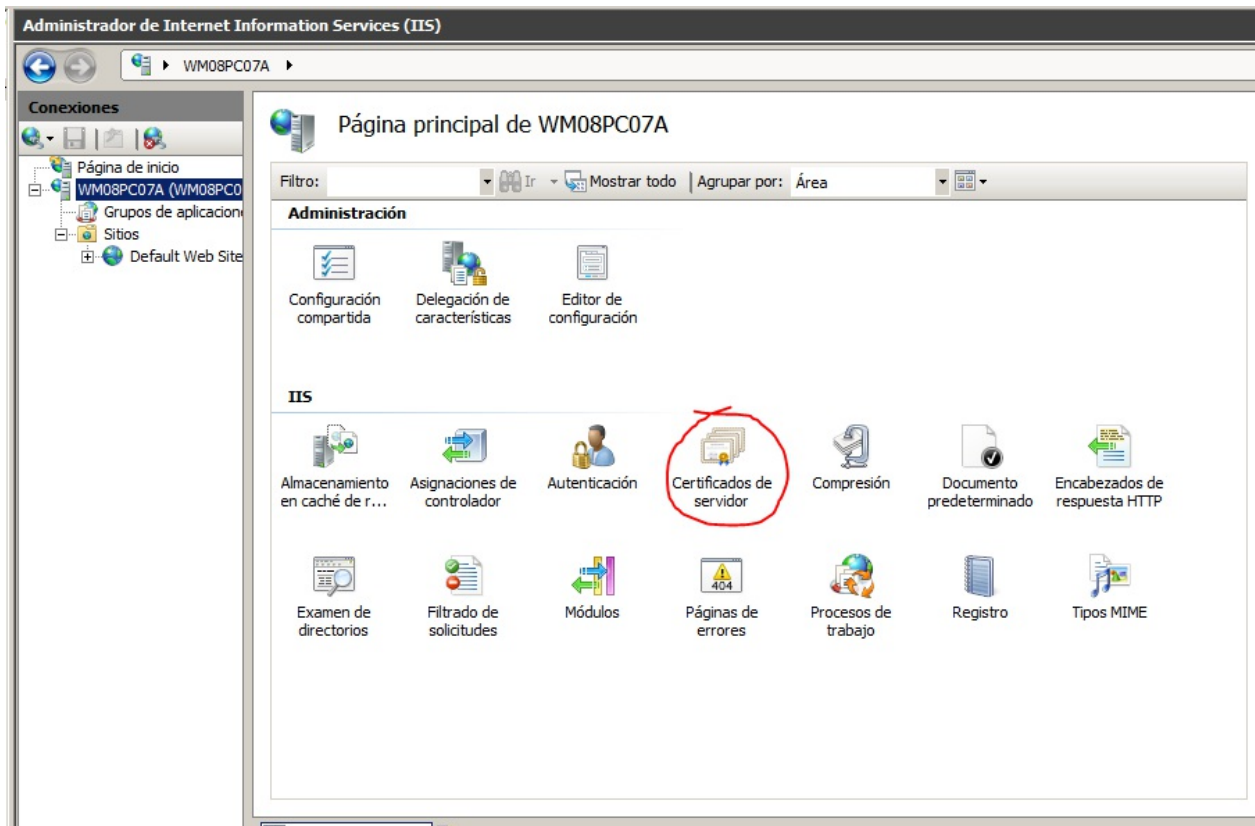 Administrador de Internet Information Services (IIS)
WM08PC07A
Conexiones
Página de inicio
WM08PC07A (WM08PC0
Grupos de aplicacion
Sitios
Default Web Site
Página principal de WM08PC07A
Filtro: Ir Mostrar todo Agrupar por: Área
Administración
Configuración compartida
Delegación de características
Editor de configuración
IIS
Almacenamiento en caché de r...
Asignaciones de controlador
Autenticación
Certificados de servidor
Compresión
Documento predeterminado
Encabezados de respuesta HTTP
Examen de directorios
Filtrado de solicitudes
Módulos
404
Páginas de errores
Procesos de trabajo
Registro
Tipos MIME